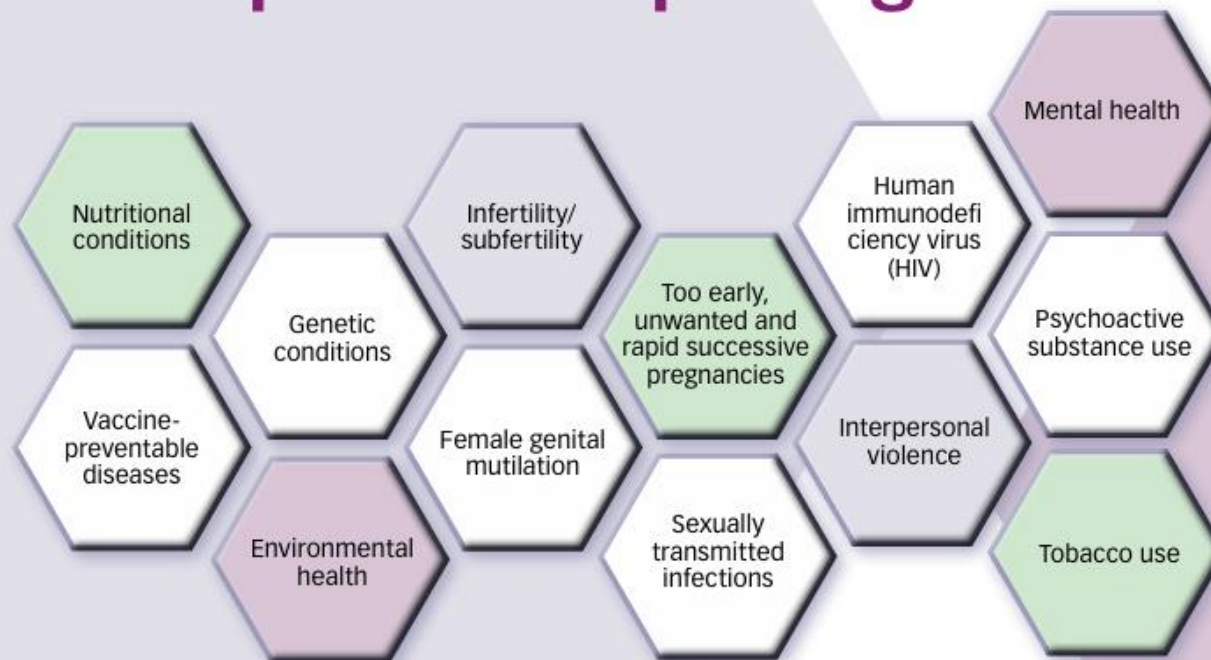 Nutritional
conditions
Vaccine-
preventable
diseases
Genetic
conditions
Environmental
health
Infertility/
subfertility
Female genital
mutilation
Too early,
unwanted and
rapid successive
pregnancies
Sexually
transmitted
infections
Human
immunodefi
ciency virus
(HIV)
Interpersonal
violence
Mental health
Psychoactive
substance use
Tobacco use